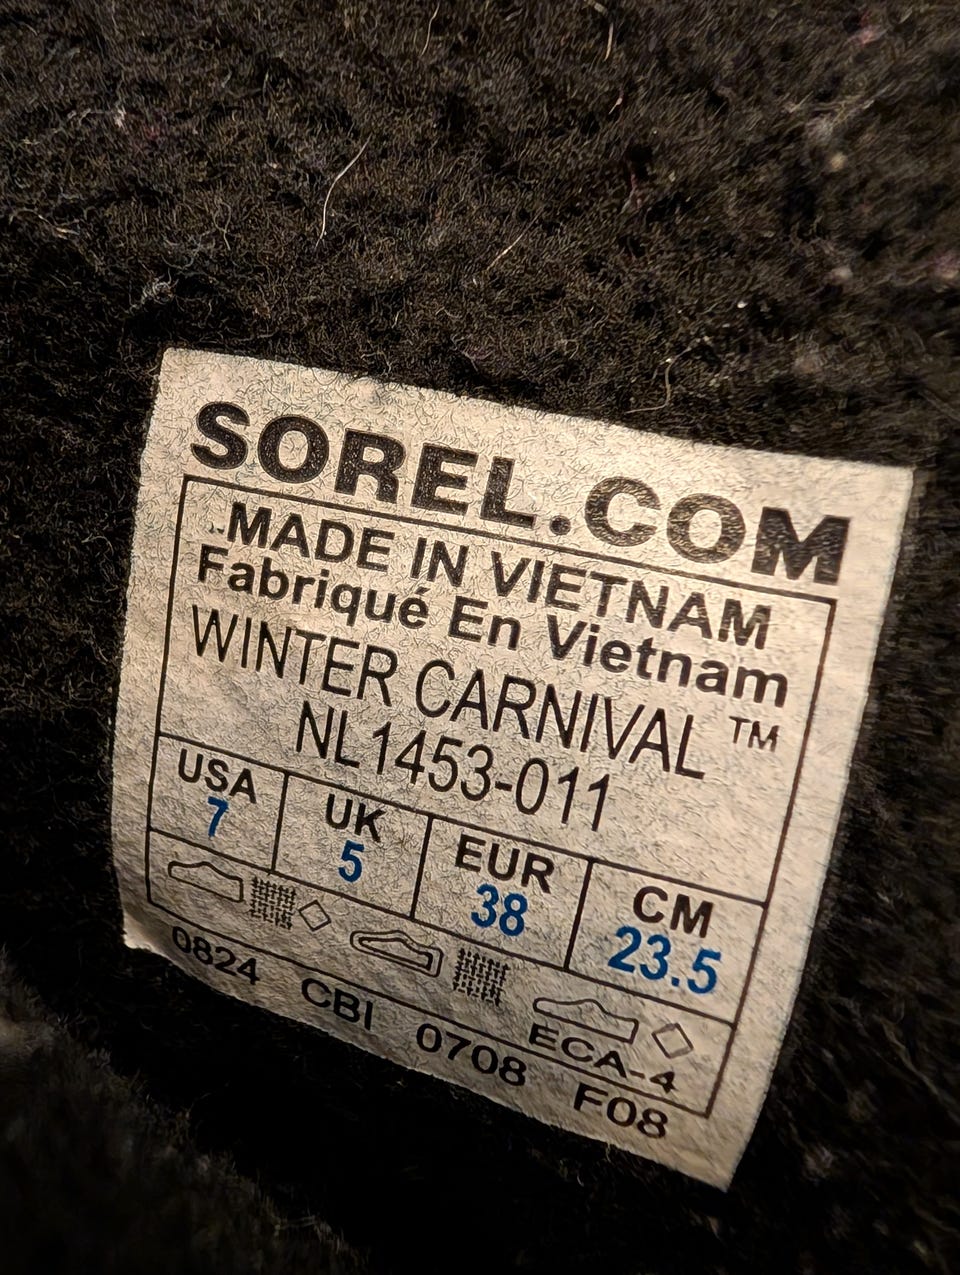 SOREL.COM
MADE IN VIETNAM
Fabriqué En Vietnam
WINTER CARNIVAL ™
NL1453-011
USA UK EUR CM
7 5 38 23.5
ECA-4
0824 CBI 0708 F08